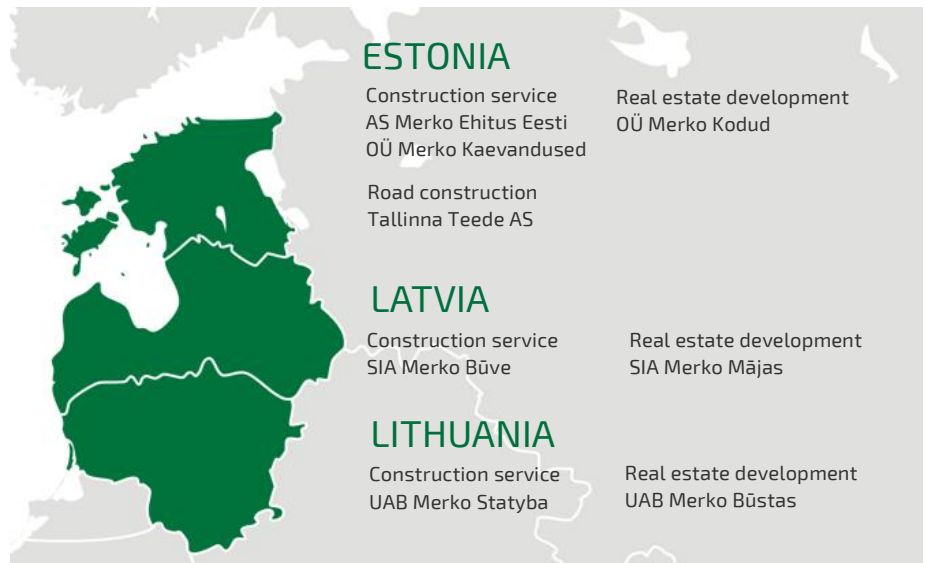 ESTONIA
Construction service
AS Merko Ehitus Eesti
OÜ Merko Kaevandused
Real estate development
OÜ Merko Kodud
Road construction
Tallinna Teede AS
LATVIA
Construction service
SIA Merko Būve
Real estate development
SIA Merko Mājas
LITHUANIA
Construction service
UAB Merko Statyba
Real estate development
UAB Merko Būstas